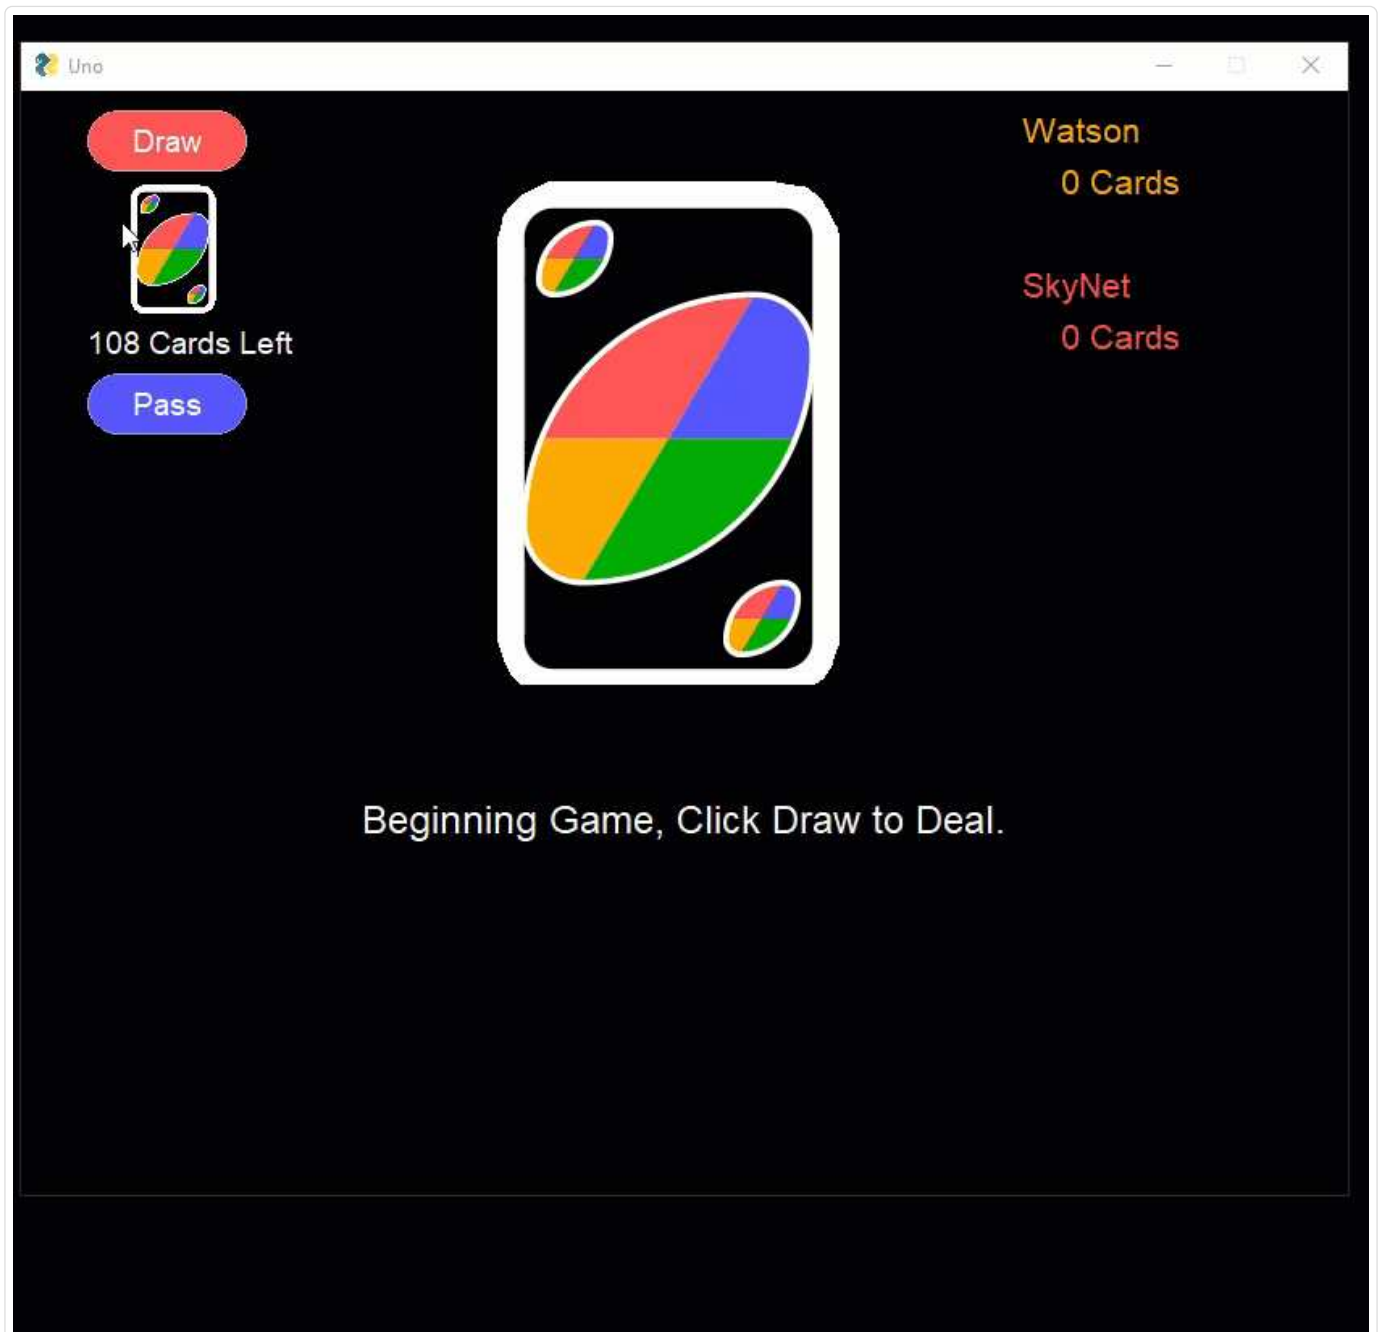 Uno
Draw
108 Cards Left
Pass
Watson
0 Cards
SkyNet
0 Cards
Beginning Game, Click Draw to Deal.